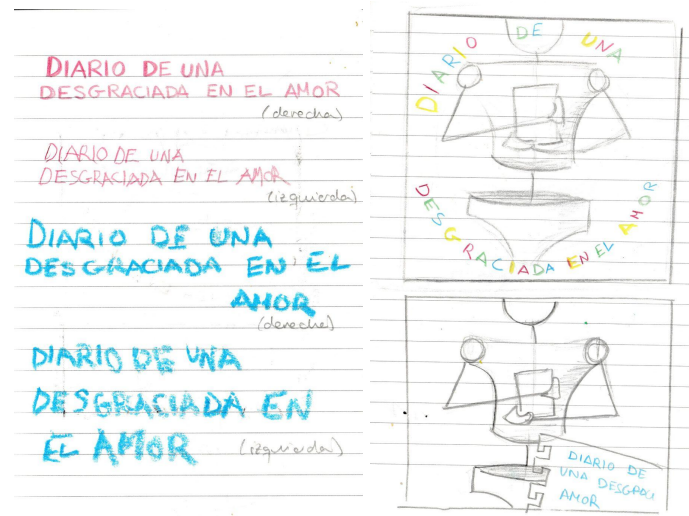 DIARIO DE UNA
DESGRACIADA EN EL AMOR
(derecha)
DIARIO DE UNA
DESGRACIADA EN EL AMOR
(izquierda)
DIARIO DE UNA
DESGRACIADA EN EL
AMOR
(derecha)
DIARIO DE UNA
DESGRACIADA EN
EL AMOR
(izquierda)
DIARIO DE UNA
DESGRACIADA EN EL AMOR
DIARIO DE
UNA
AMOR